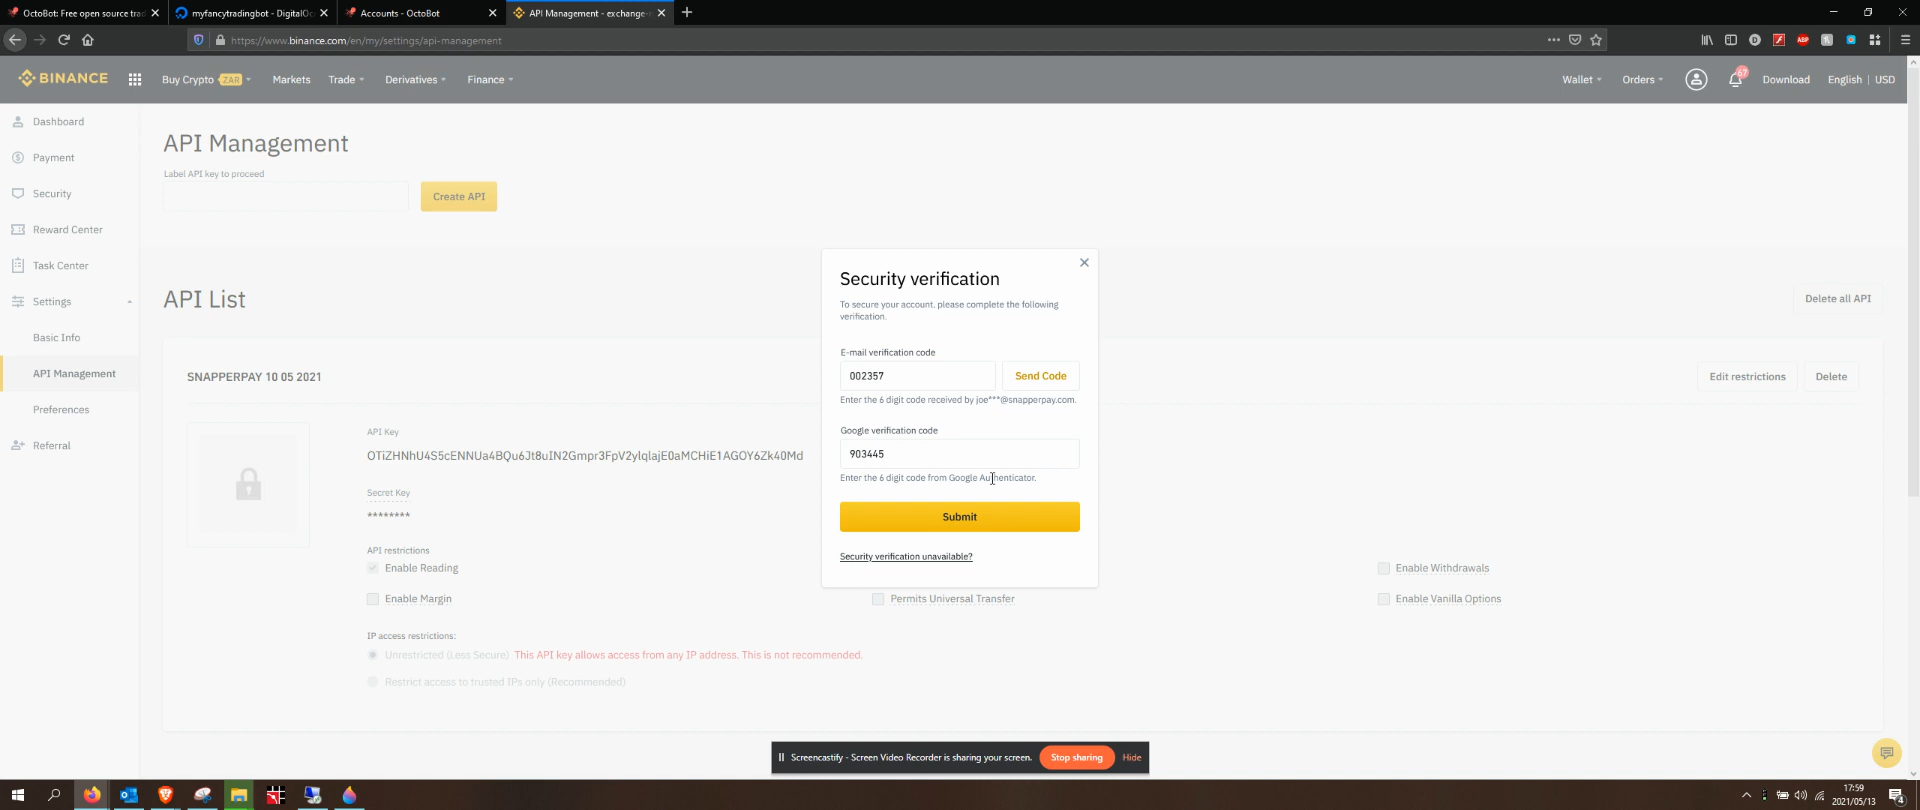 OctoBot: Free open source trad
myfancytradingbot - DigitalOc
Accounts - OctoBot
API Management - exchange-
https://www.binance.com/en/my/settings/api-management
BINANCE
Buy Crypto ZAR
Markets
Trade
Derivatives
Finance
Wallet
Orders
67
Download
English | USD
Dashboard
Payment
Security
Reward Center
Task Center
Settings
Basic Info
API Management
Preferences
Referral
API Management
Label API key to proceed
Create API
API List
Delete all API
SNAPPERPAY 10 05 2021
Edit restrictions
Delete
API Key
OTiZHNhU4S5cENNUa4BQu6Jt8uIN2Gmpr3FpV2ylqlajE0aMCHiE1AGOY6Zk40Md
Secret Key
********
API restrictions
Enable Reading
Enable Withdrawals
Enable Margin
Permits Universal Transfer
Enable Vanilla Options
IP access restrictions:
Unrestricted (Less Secure) This API key allows access from any IP address. This is not recommended.
Restrict access to trusted IPs only (Recommended)
Security verification
To secure your account, please complete the following
verification.
E-mail verification code
002357
Send Code
Enter the 6 digit code received by joe***@snapperpay.com.
Google verification code
903445
Enter the 6 digit code from Google Authenticator.
Submit
Security verification unavailable?
Screencastify - Screen Video Recorder is sharing your screen.
Stop sharing
Hide
17:59
2021/05/13
4